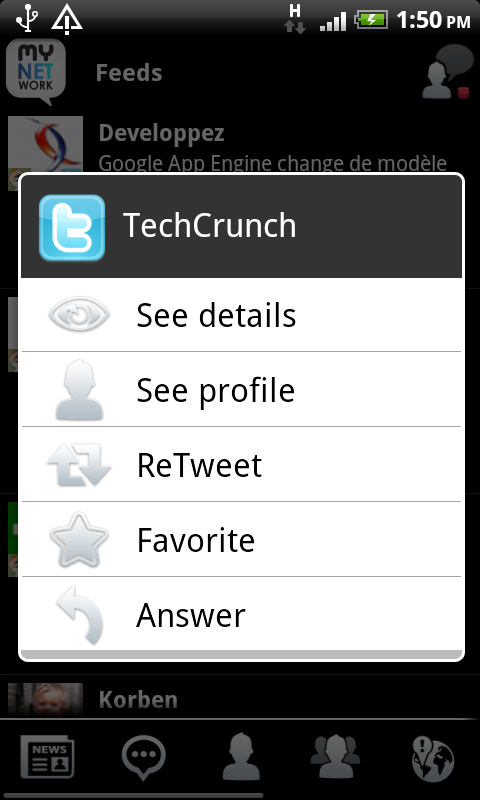 H
1:50 PM
MY
NET
WORK
Feeds
Developpez
Google App Engine change de modèle
TechCrunch
See details
See profile
ReTweet
Favorite
Answer
Korben
NEWS